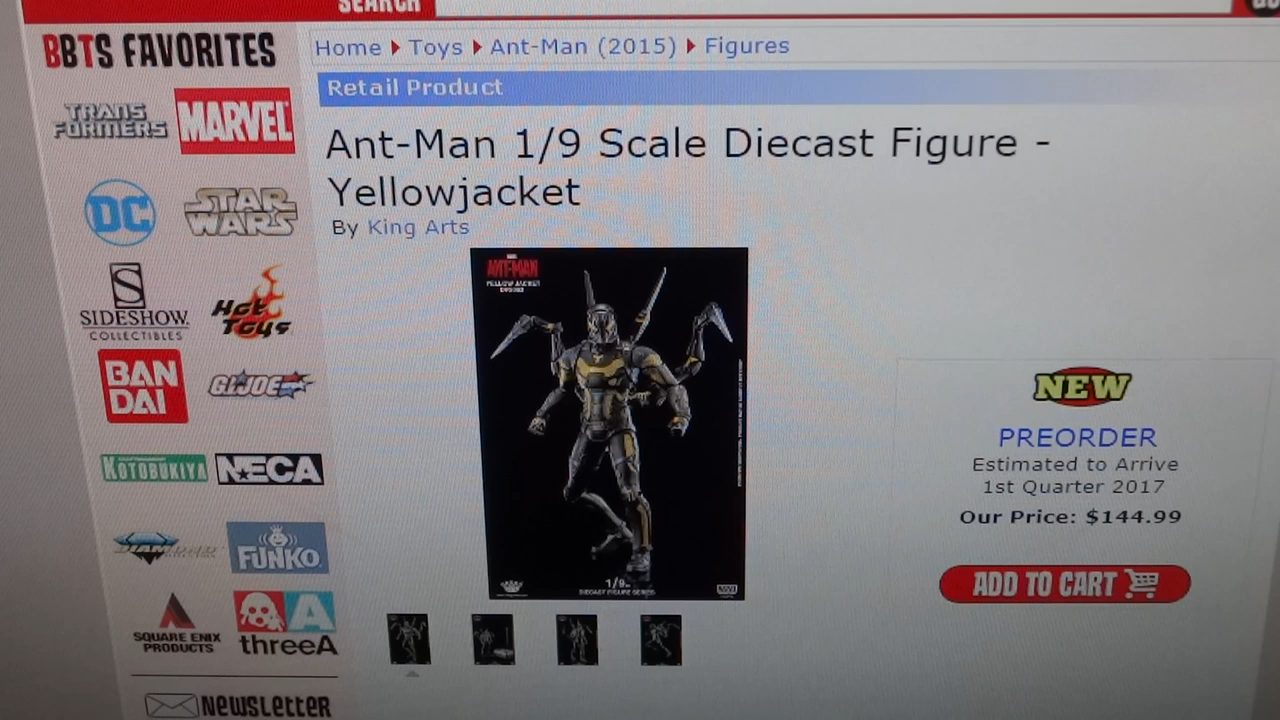 SEARCH
BBTS FAVORITES
TRANSFORMERS
MARVEL
DC
STAR WARS
S
SIDESHOW
COLLECTIBLES
Hot Toys
BAN DAI
G.I.JOE
KOTOBUKIYA
NECA
DIAMOND
FUNKO
SQUARE ENIX
PRODUCTS
A
threeA
NEWSLETTER
Home Toys Ant-Man (2015) Figures
Retail Product
Ant-Man 1/9 Scale Diecast Figure -
Yellowjacket
By King Arts
ANT-MAN
YELLOW JACKET
1/9
DIECAST FIGURE SERIES
NEW
PREORDER
Estimated to Arrive
1st Quarter 2017
Our Price: $144.99
ADD TO CART